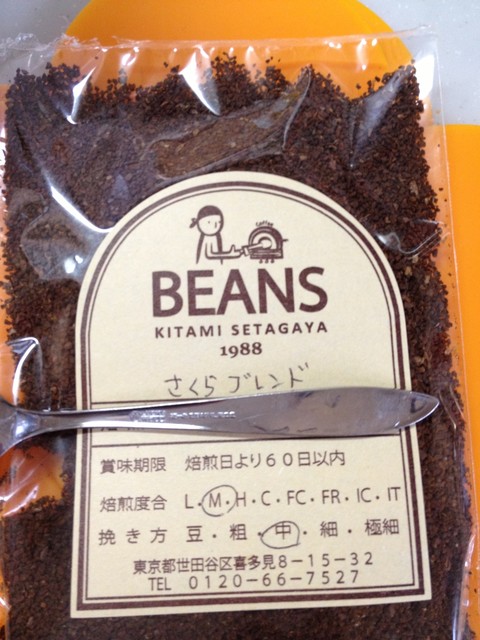 Coffee
BEANS
KITAMI SETAGAYA
1988
さくらブレンド
賞味期限 焙煎日より60日以内
焙煎度合 L・M・H・C・FC・FR・IC・IT
挽き方 豆・粗・中・細・極細
東京都世田谷区喜多見8-15-32
TEL 0120-66-7527